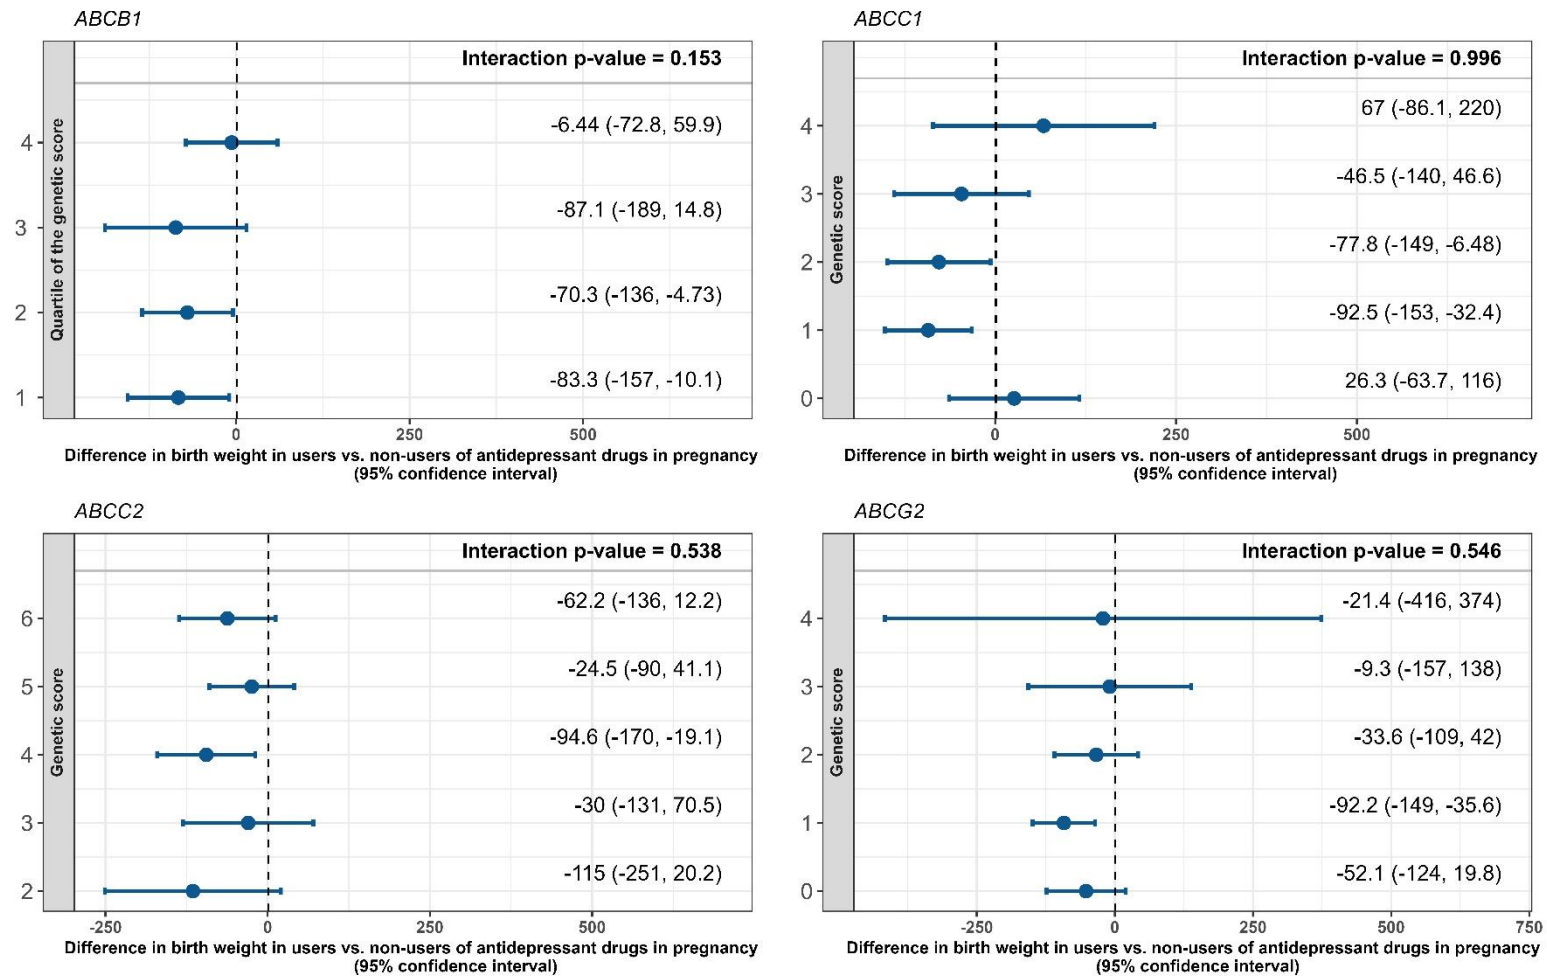 ABCB1
Interaction p-value = 0.153
Quartile of the genetic score
4
-6.44 (-72.8, 59.9)
3
-87.1 (-189, 14.8)
2
-70.3 (-136, -4.73)
1
-83.3 (-157, -10.1)
0 250 500
Difference in birth weight in users vs. non-users of antidepressant drugs in pregnancy
(95% confidence interval)
ABCC1
Interaction p-value = 0.996
Genetic score
4
67 (-86.1, 220)
3
-46.5 (-140, 46.6)
2
-77.8 (-149, -6.48)
1
-92.5 (-153, -32.4)
0
26.3 (-63.7, 116)
0 250 500
Difference in birth weight in users vs. non-users of antidepressant drugs in pregnancy
(95% confidence interval)
ABCC2
Interaction p-value = 0.538
Genetic score
6
-62.2 (-136, 12.2)
5
-24.5 (-90, 41.1)
4
-94.6 (-170, -19.1)
3
-30 (-131, 70.5)
2
-115 (-251, 20.2)
-250 0 250 500
Difference in birth weight in users vs. non-users of antidepressant drugs in pregnancy
(95% confidence interval)
ABCG2
Interaction p-value = 0.546
Genetic score
4
-21.4 (-416, 374)
3
-9.3 (-157, 138)
2
-33.6 (-109, 42)
1
-92.2 (-149, -35.6)
0
-52.1 (-124, 19.8)
-250 0 250 500 750
Difference in birth weight in users vs. non-users of antidepressant drugs in pregnancy
(95% confidence interval)